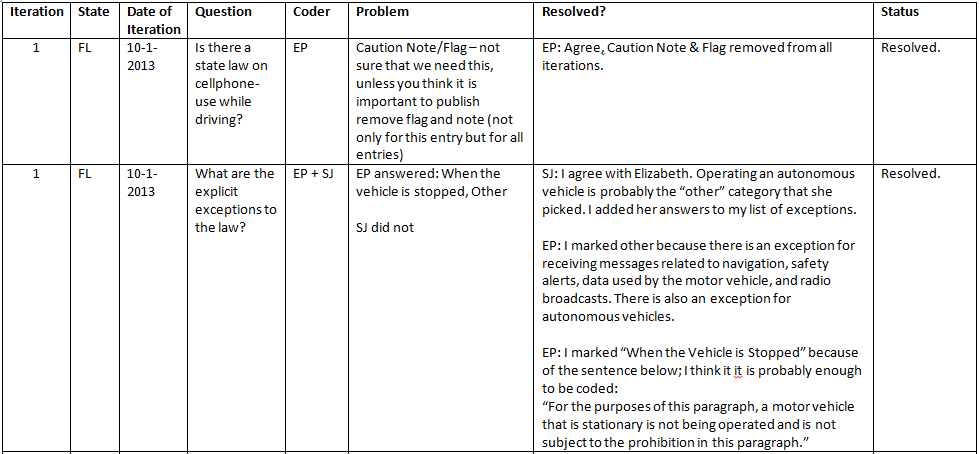 Iteration State Date of Iteration Question Coder Problem Resolved? Status
1 FL 10-1-2013 Is there a state law on cellphone-use while driving? EP
Caution Note/Flag – not
sure that we need this,
unless you think it is
important to publish
remove flag and note (not
only for this entry but for all
entries)
EP: Agree, Caution Note & Flag removed from all
iterations.
Resolved.
1 FL 10-1-2013 What are the explicit exceptions to the law? EP + SJ
EP answered: When the
vehicle is stopped, Other
SJ did not
SJ: I agree with Elizabeth. Operating an autonomous
vehicle is probably the “other” category that she
picked. I added her answers to my list of exceptions.
EP: I marked other because there is an exception for
receiving messages related to navigation, safety
alerts, data used by the motor vehicle, and radio
broadcasts. There is also an exception for
autonomous vehicles.
EP: I marked “When the Vehicle is Stopped” because
of the sentence below; I think it it is probably enough
to be coded:
“For the purposes of this paragraph, a motor vehicle
that is stationary is not being operated and is not
subject to the prohibition in this paragraph.”
Resolved.